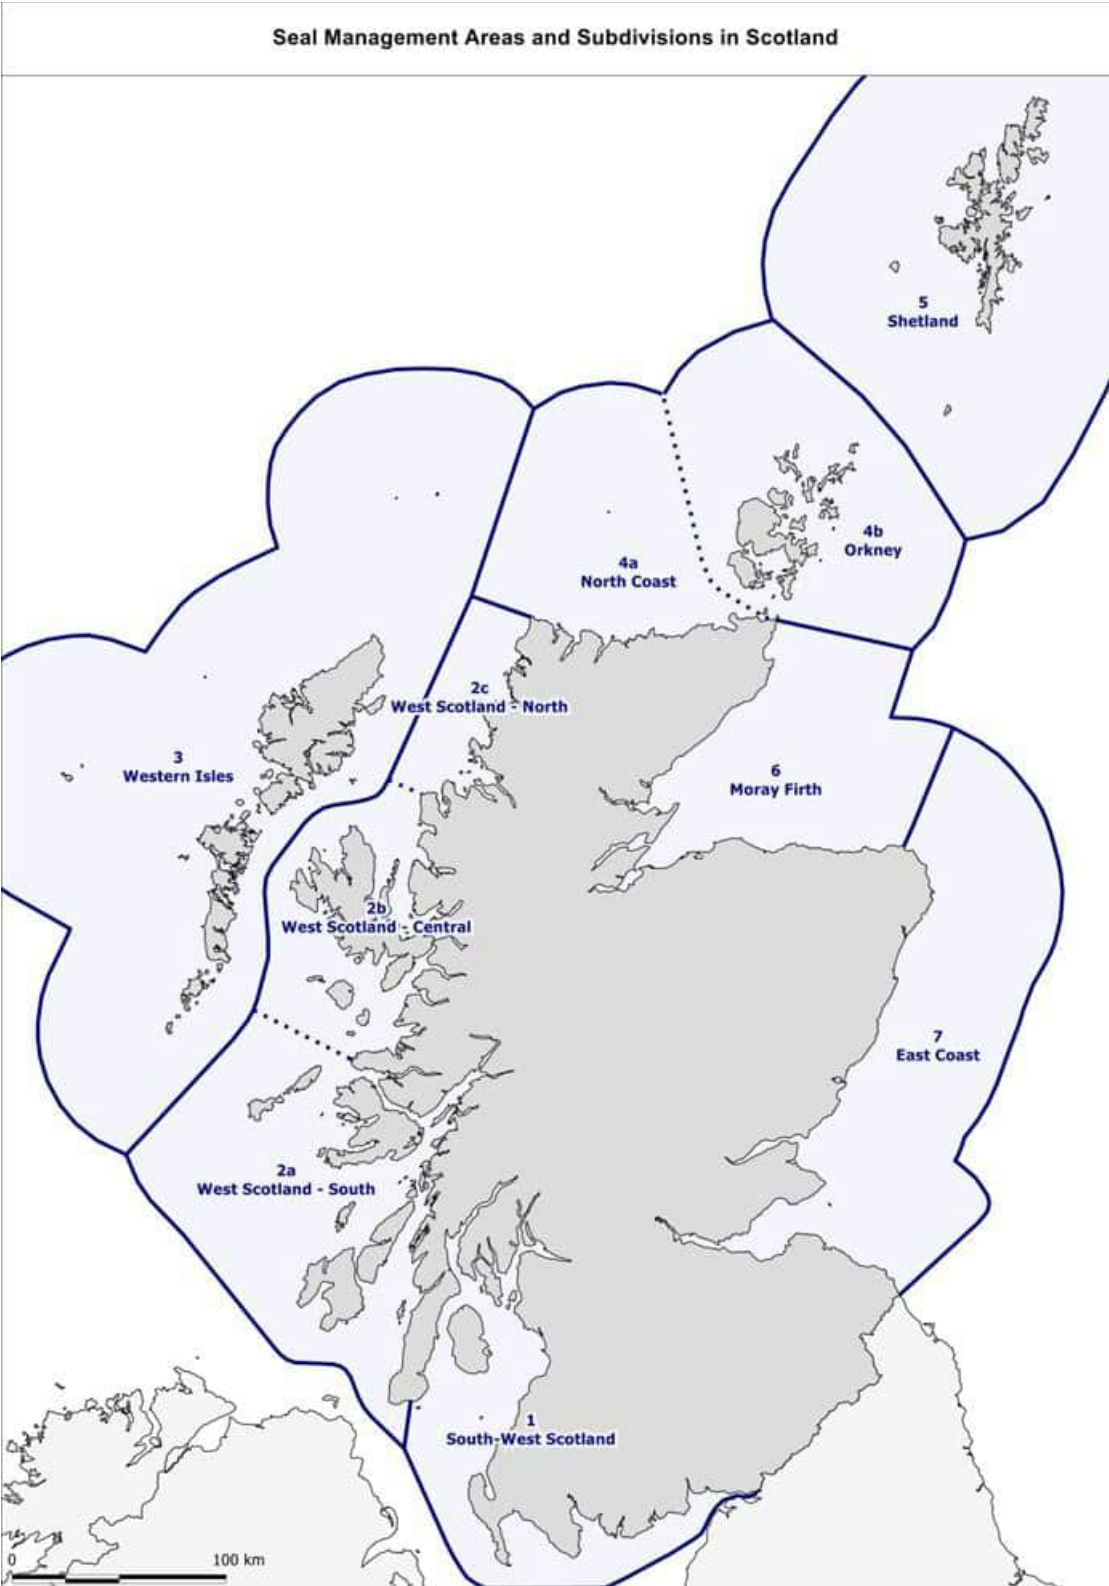 Seal Management Areas and Subdivisions in Scotland
5
Shetland
4b
Orkney
4a
North Coast
2c
West Scotland - North
3
Western Isles
6
Moray Firth
2b
West Scotland - Central
7
East Coast
2a
West Scotland - South
1
South-West Scotland
0 100 km